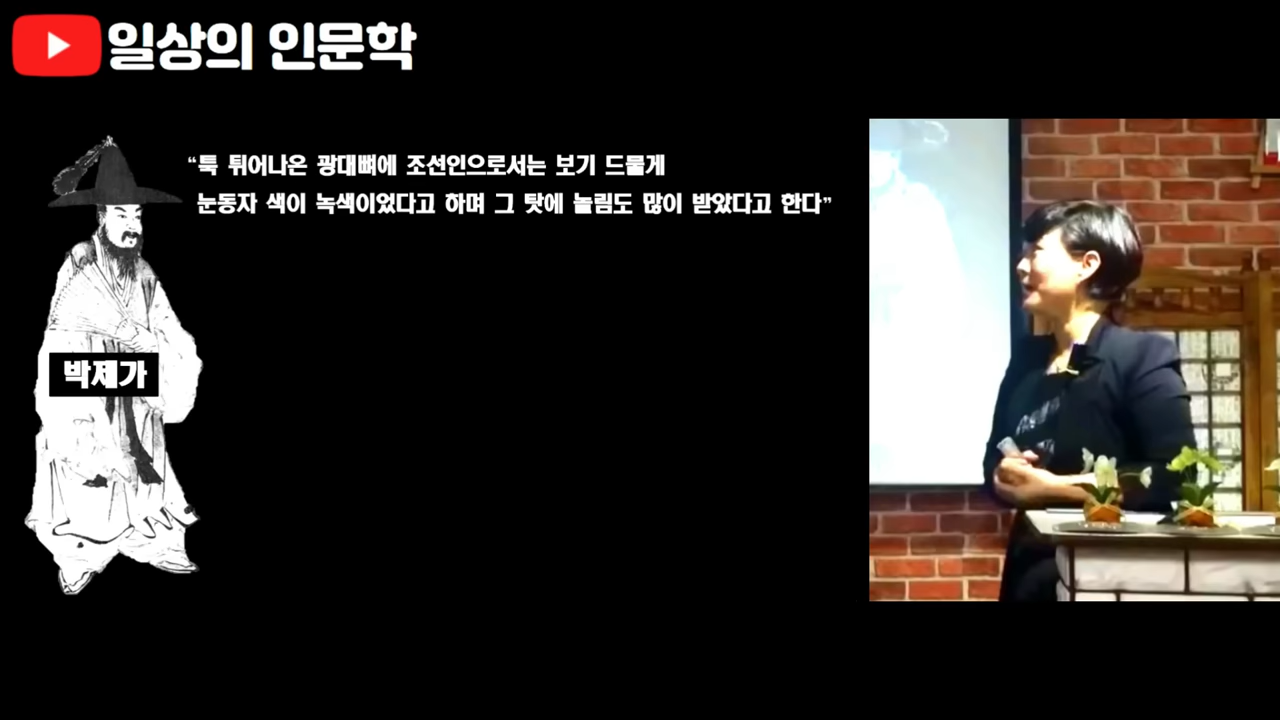 일상의 인문학
“툭 튀어나온 광대뼈에 조선인으로서는 보기 드물게
눈동자 색이 녹색이었다고 하며 그 탓에 놀림도 많이 받았다고 한다”
박제가